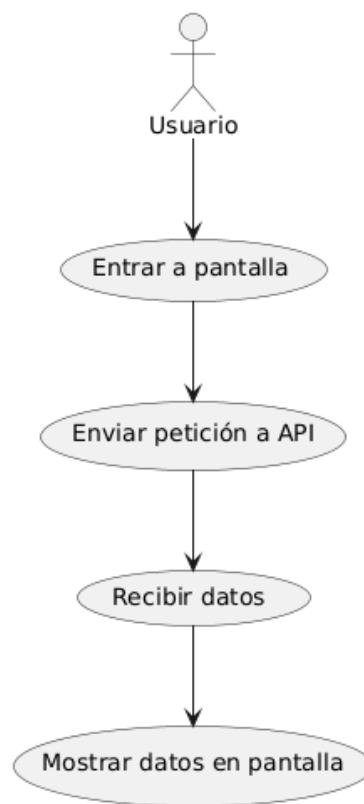 Usuario
Entrar a pantalla
Enviar petición a API
Recibir datos
Mostrar datos en pantalla